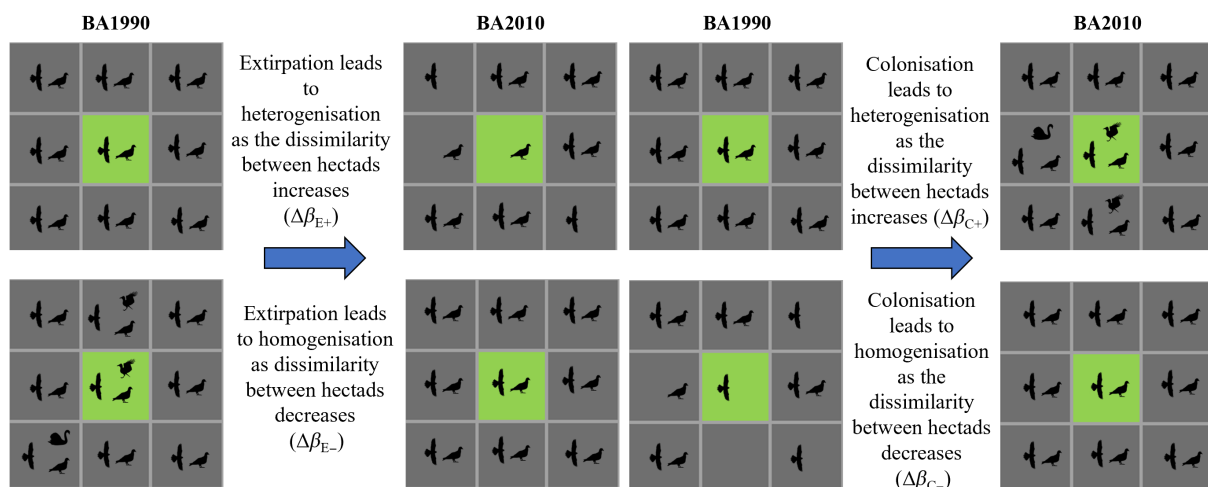 BA1990
BA2010
BA1990
BA2010
Extirpation leads
to
heterogenisation
as the dissimilarity
between hectads
increases
(ΔβE+)
Colonisation
leads to
heterogenisation
as the
dissimilarity
between hectads
increases (ΔβC+)
Extirpation leads
to homogenisation
as dissimilarity
between hectads
decreases
(ΔβE−)
Colonisation
leads to
homogenisation
as the
dissimilarity
between hectads
decreases
(ΔβC−)